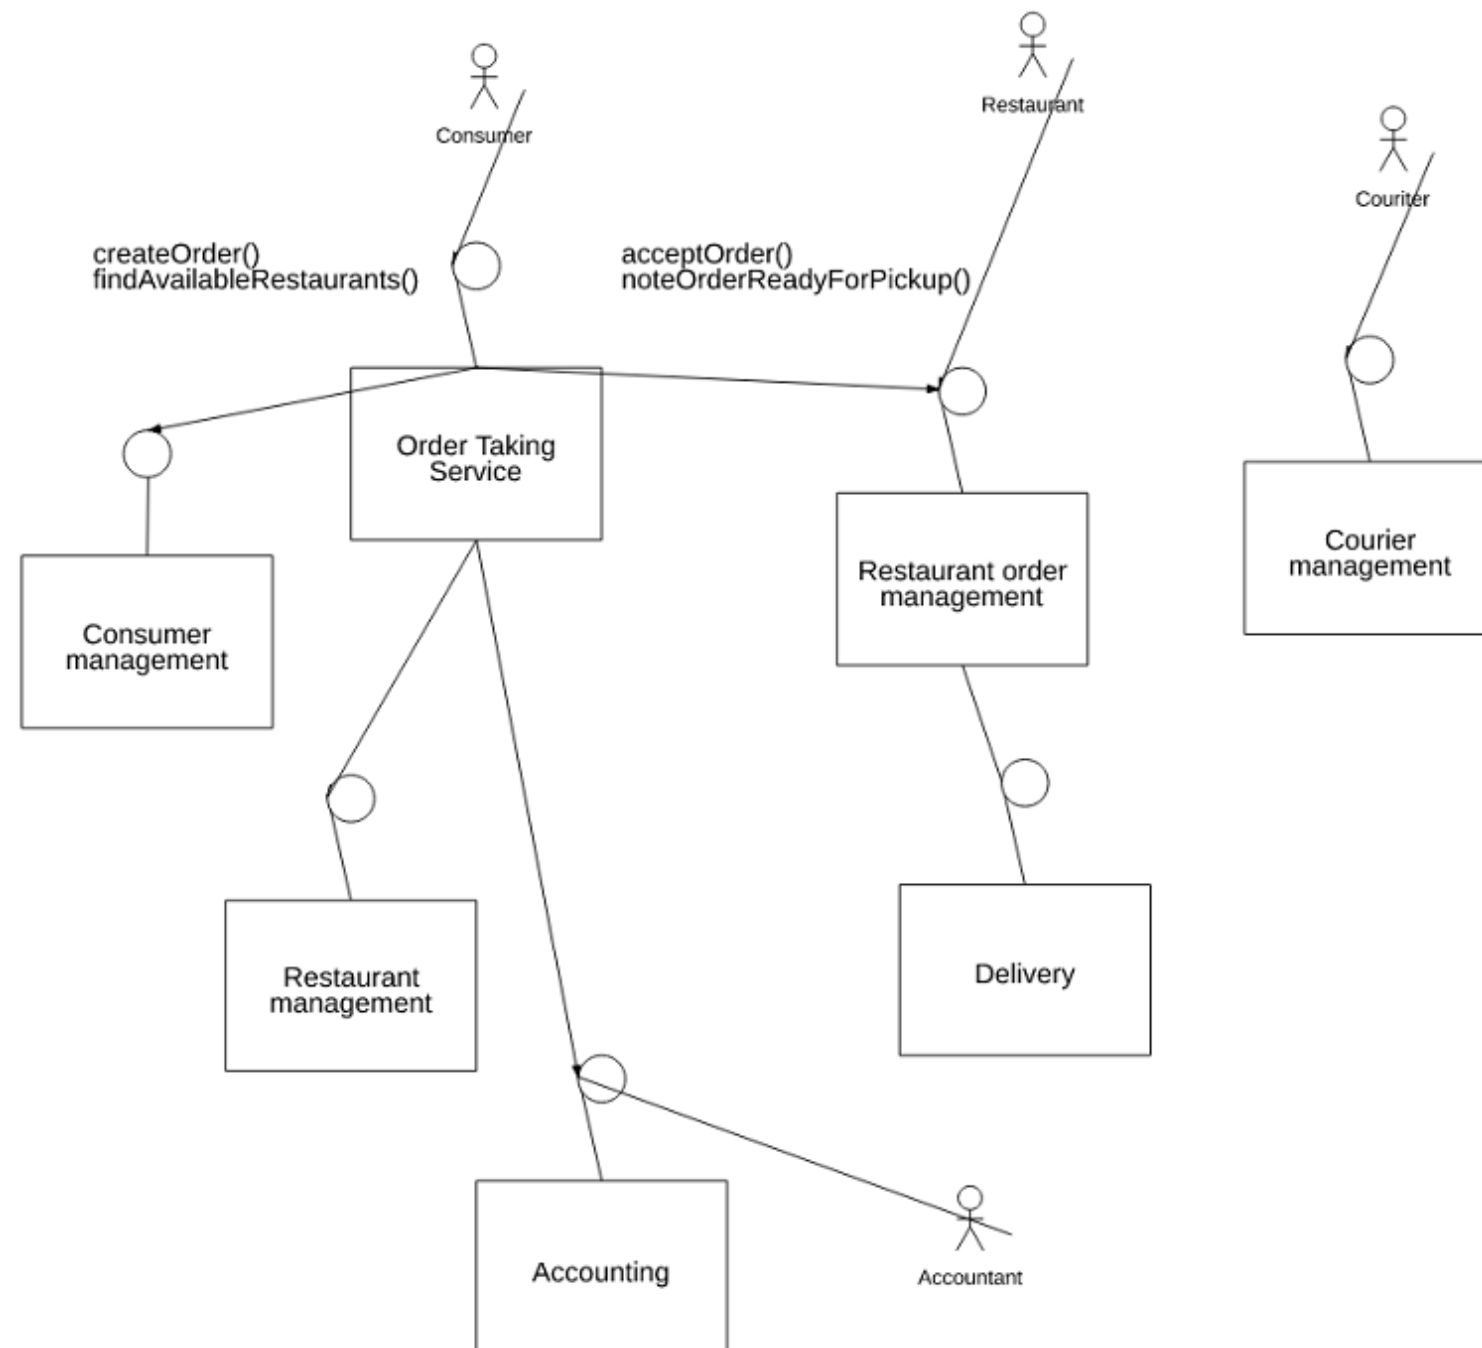 Restaurant
Consumer
Couriter
createOrder()
findAvailableRestaurants()
acceptOrder()
noteOrderReadyForPickup()
Order Taking
Service
Restaurant order
management
Courier
management
Consumer
management
Restaurant
management
Delivery
Accounting
Accountant